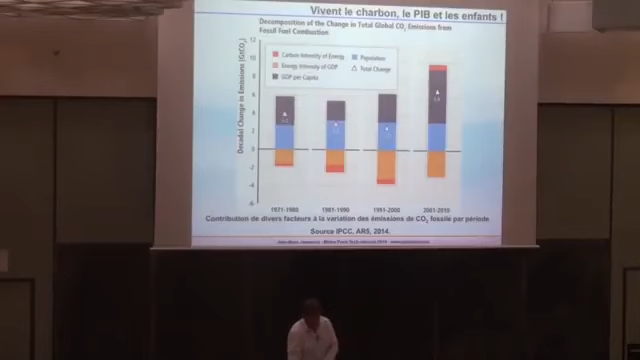 Vivent le charbon, le PIB et les enfants !
Decomposition of the Change in Total Global CO₂ Emissions from
Fossil Fuel Combustion
Decadal Change in Emissions [GtCO₂]
Carbon Intensity of Energy
Population
Energy Intensity of GDP
Total Change
GDP per Capita
12
10
8
6
4
2
0
-2
-4
-6
1971-1980
1981-1990
1991-2000
2001-2010
Contribution de divers facteurs à la variation des émissions de CO₂ fossile par période
Source IPCC, AR5, 2014.